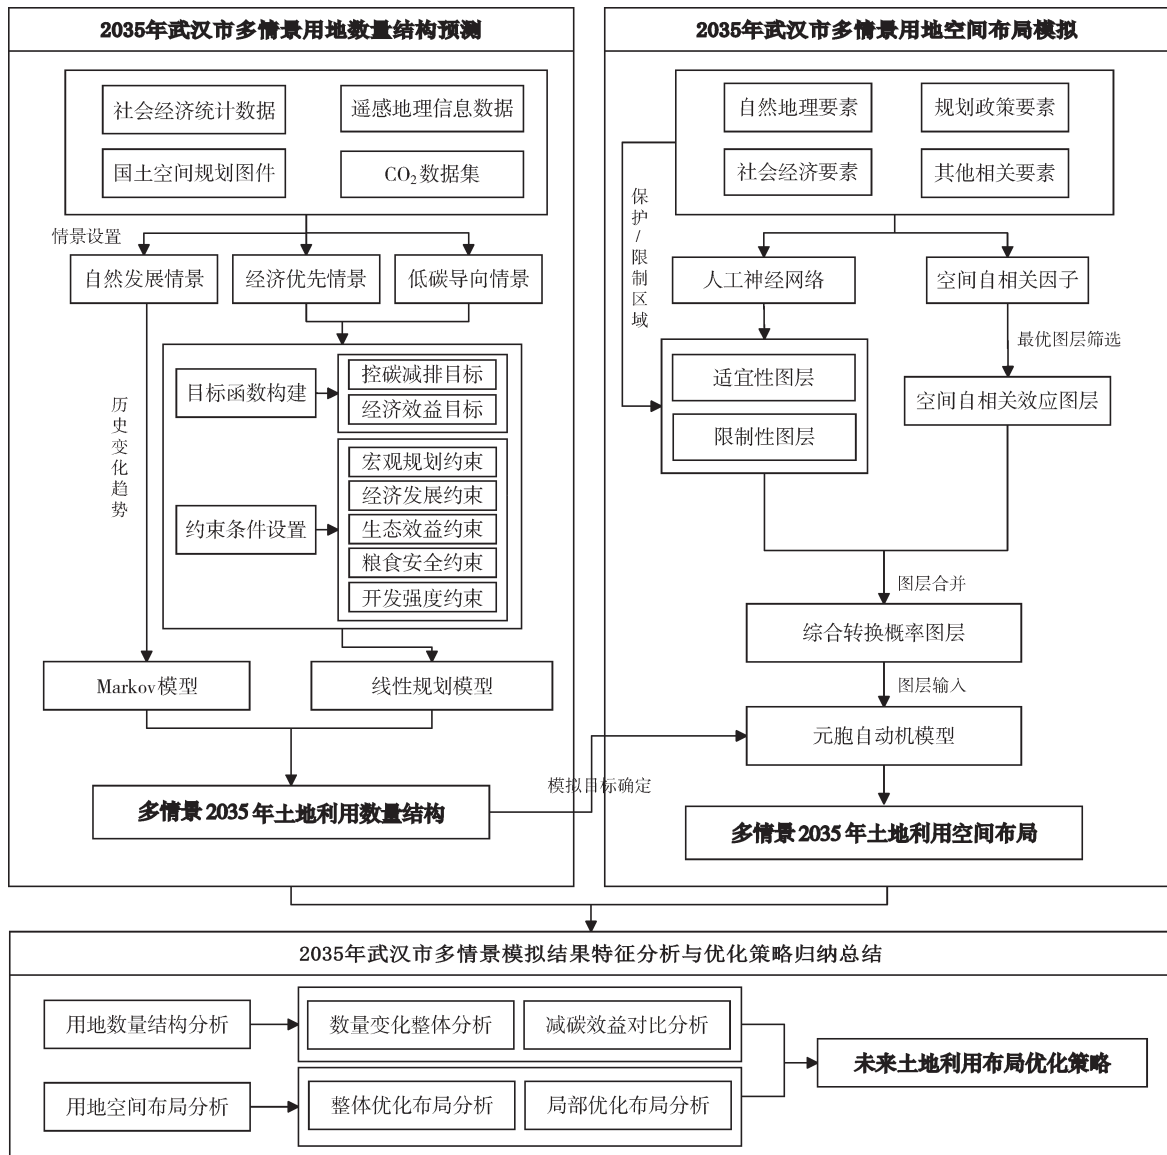 2035年武汉市多情景用地数量结构预测
社会经济统计数据
遥感地理信息数据
国土空间规划图件
CO₂数据集
情景设置
自然发展情景
经济优先情景
低碳导向情景
历史变化趋势
目标函数构建
控碳减排目标
经济效益目标
约束条件设置
宏观规划约束
经济发展约束
生态效益约束
粮食安全约束
开发强度约束
Markov模型
线性规划模型
多情景2035年土地利用数量结构
模拟目标确定
2035年武汉市多情景用地空间布局模拟
自然地理要素
规划政策要素
社会经济要素
其他相关要素
保护/限制区域
人工神经网络
空间自相关因子
最优图层筛选
适宜性图层
限制性图层
空间自相关效应图层
图层合并
综合转换概率图层
图层输入
元胞自动机模型
多情景2035年土地利用空间布局
2035年武汉市多情景模拟结果特征分析与优化策略归纳总结
用地数量结构分析
数量变化整体分析
减碳效益对比分析
用地空间布局分析
整体优化布局分析
局部优化布局分析
未来土地利用布局优化策略